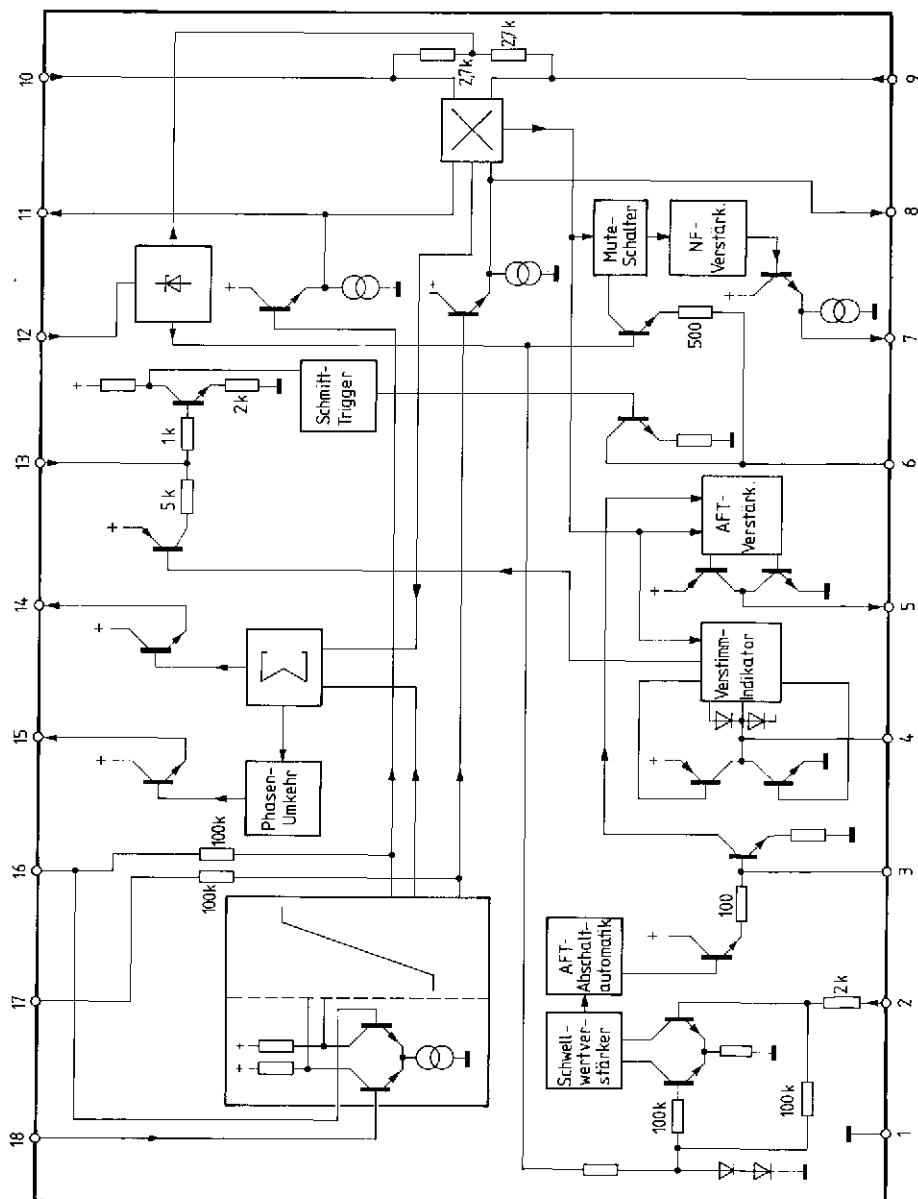 10
9
2,7k
2,7k
11
8
Mute-
Schalter
NF-
Verstärk.
12
7
+
+
+
500
+
2k
Schmitt-
Trigger
1k
13
6
5k
+
AFT-
Verstärk.
+
14
5
+
Σ
Verstimm-
Indikator
15
4
+
Phasen-
Umkehr
+
16
3
100k
100k
100
+
AFT-
Abschalt-
automatik
17
2
2k
+
+
Schwell-
wertver-
stärker
100k
100k
18
1